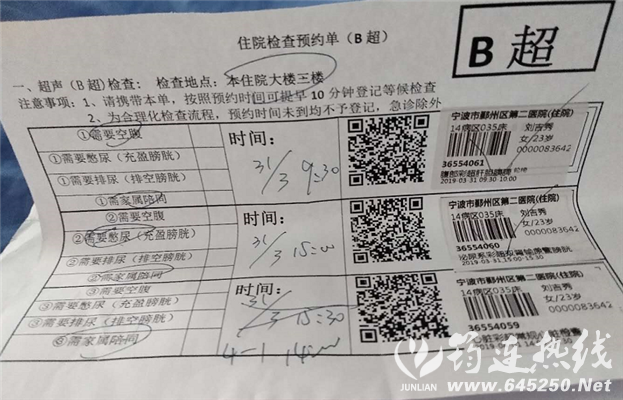 住院检查预约单(B 超)
B 超
一、超声(B 超)检查: 检查地点:本住院大楼三楼
注意事项:1、请携带本单,按照预约时间可提早 10 分钟登记等候检查
2、为合理化检查流程,预约时间未到均不予登记,急诊除外
①需要空腹
①需要憋尿(充盈膀胱)
①需要排尿(排空膀胱)
①需家属陪同
时间:
31/3 9:30
宁波市鄞州区第二医院(住院)
14病区035床 刘吉秀
女/23岁
0000083642
36554061
2019-03-31 09:30-10:00
②需要空腹
②需要憋尿(充盈膀胱)
②需要排尿(排空膀胱)
②需家属陪同
时间:
31/3 15:00
宁波市鄞州区第二医院(住院)
14病区035床 刘吉秀
女/23岁
0000083642
36554060
2019-03-31 15:00-15:30
③需要空腹
③需要憋尿(充盈膀胱)
③需要排尿(排空膀胱)
③需家属陪同
时间:
31/3 15:30
4-1 14:00
宁波市鄞州区第二医院(住院)
14病区035床 刘吉秀
女/23岁
0000083642
36554059
筠连热线
JUNLIAN www.645250.Net